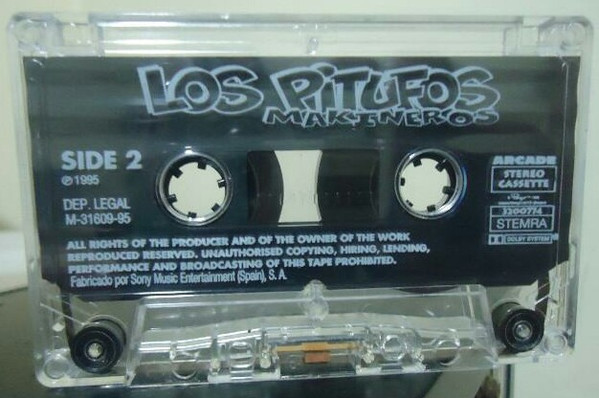 LOS PITUFOS
MAKINEROS
SIDE 2
℗ 1995
DEP. LEGAL
M-31609-95
ARCADE
STEREO
CASSETTE
3200774
STEMRA
DOLBY SYSTEM
ALL RIGHTS OF THE PRODUCER AND OF THE OWNER OF THE WORK
REPRODUCED RESERVED. UNAUTHORISED COPYING, HIRING, LENDING,
PERFORMANCE AND BROADCASTING OF THIS TAPE PROHIBITED.
Fabricado por Sony Music Entertainment (Spain), S. A.